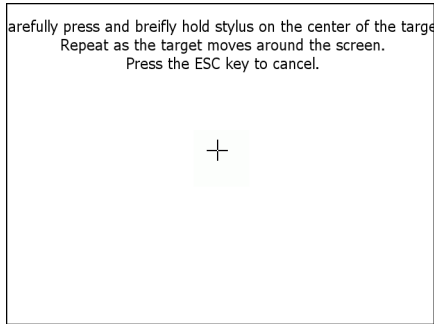 arefully press and breifly hold stylus on the center of the targe
Repeat as the target moves around the screen.
Press the ESC key to cancel.